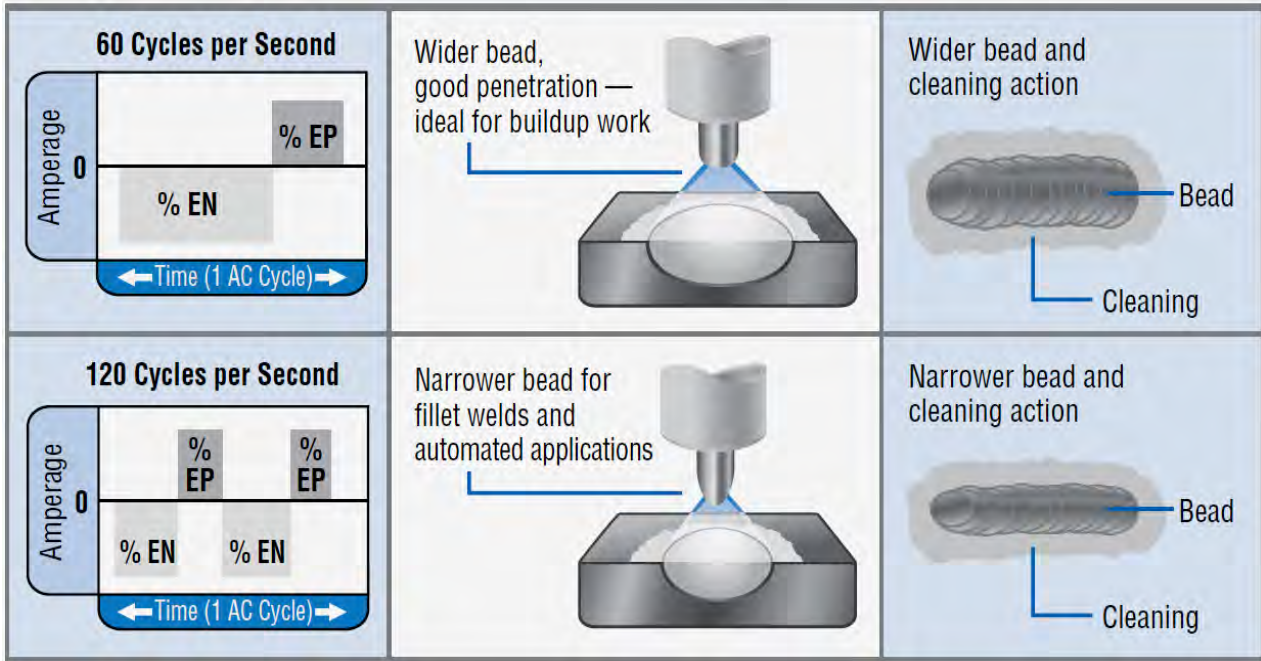 60 Cycles per Second
Amperage
0
% EP
% EN
Time (1 AC Cycle)
Wider bead,
good penetration —
ideal for buildup work
Wider bead and
cleaning action
Bead
Cleaning
120 Cycles per Second
Amperage
0
%
EP
%
EP
% EN
% EN
Time (1 AC Cycle)
Narrower bead for
fillet welds and
automated applications
Narrower bead and
cleaning action
Bead
Cleaning